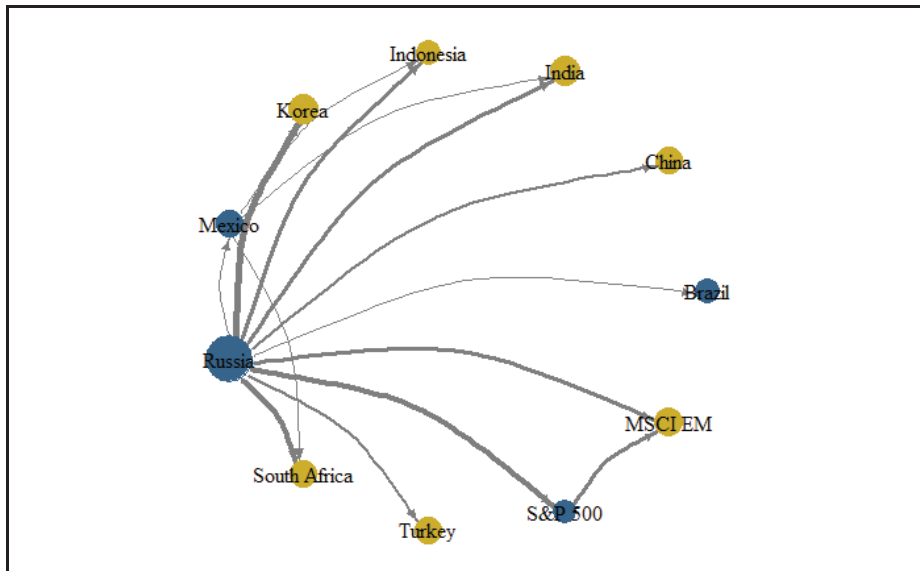 Indonesia
India
Korea
China
Mexico
Brazil
Russia
MSCI EM
South Africa
S&P 500
Turkey